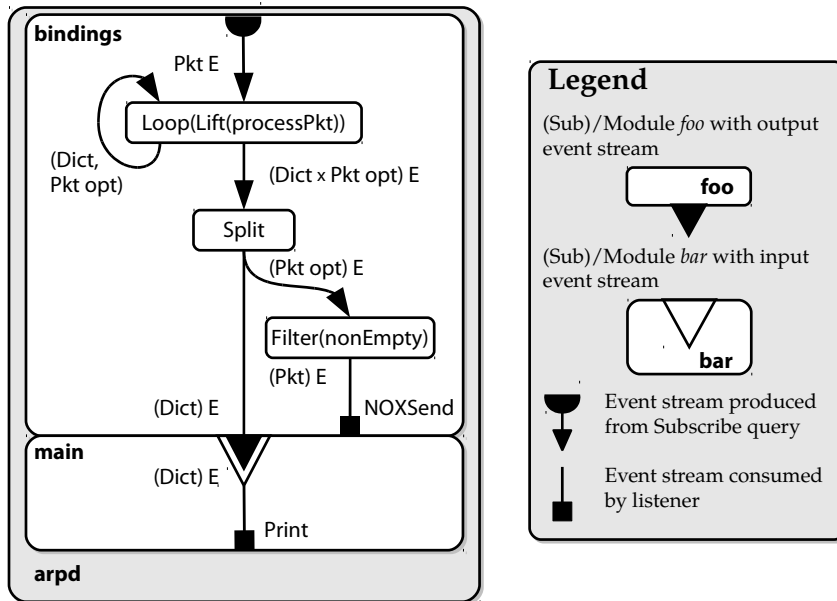 bindings
Pkt E
Loop(Lift(processPkt))
(Dict,
Pkt opt)
(Dict x Pkt opt) E
Split
(Pkt opt) E
Filter(nonEmpty)
(Pkt) E
(Dict) E
NOXSend
main
(Dict) E
Print
arpd
Legend
(Sub)/Module foo with output
event stream
foo
(Sub)/Module bar with input
event stream
bar
Event stream produced
from Subscribe query
Event stream consumed
by listener